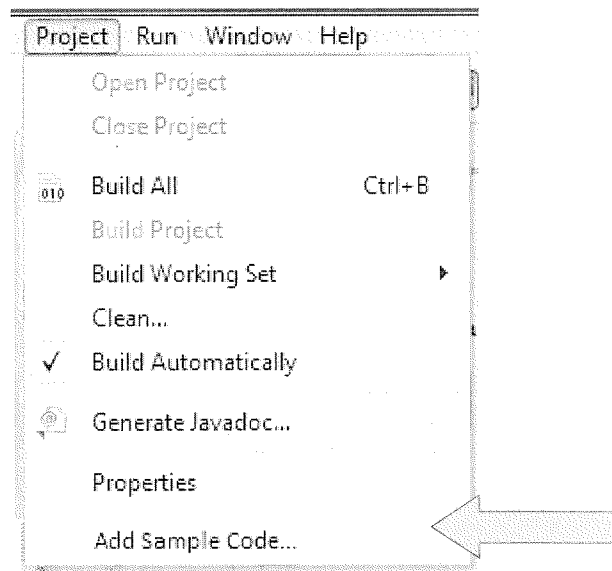 Project Run Window Help
Open Project
Close Project
010 Build All Ctrl+B
Build Project
Build Working Set
Clean...
Build Automatically
@ Generate Javadoc...
Properties
Add Sample Code...